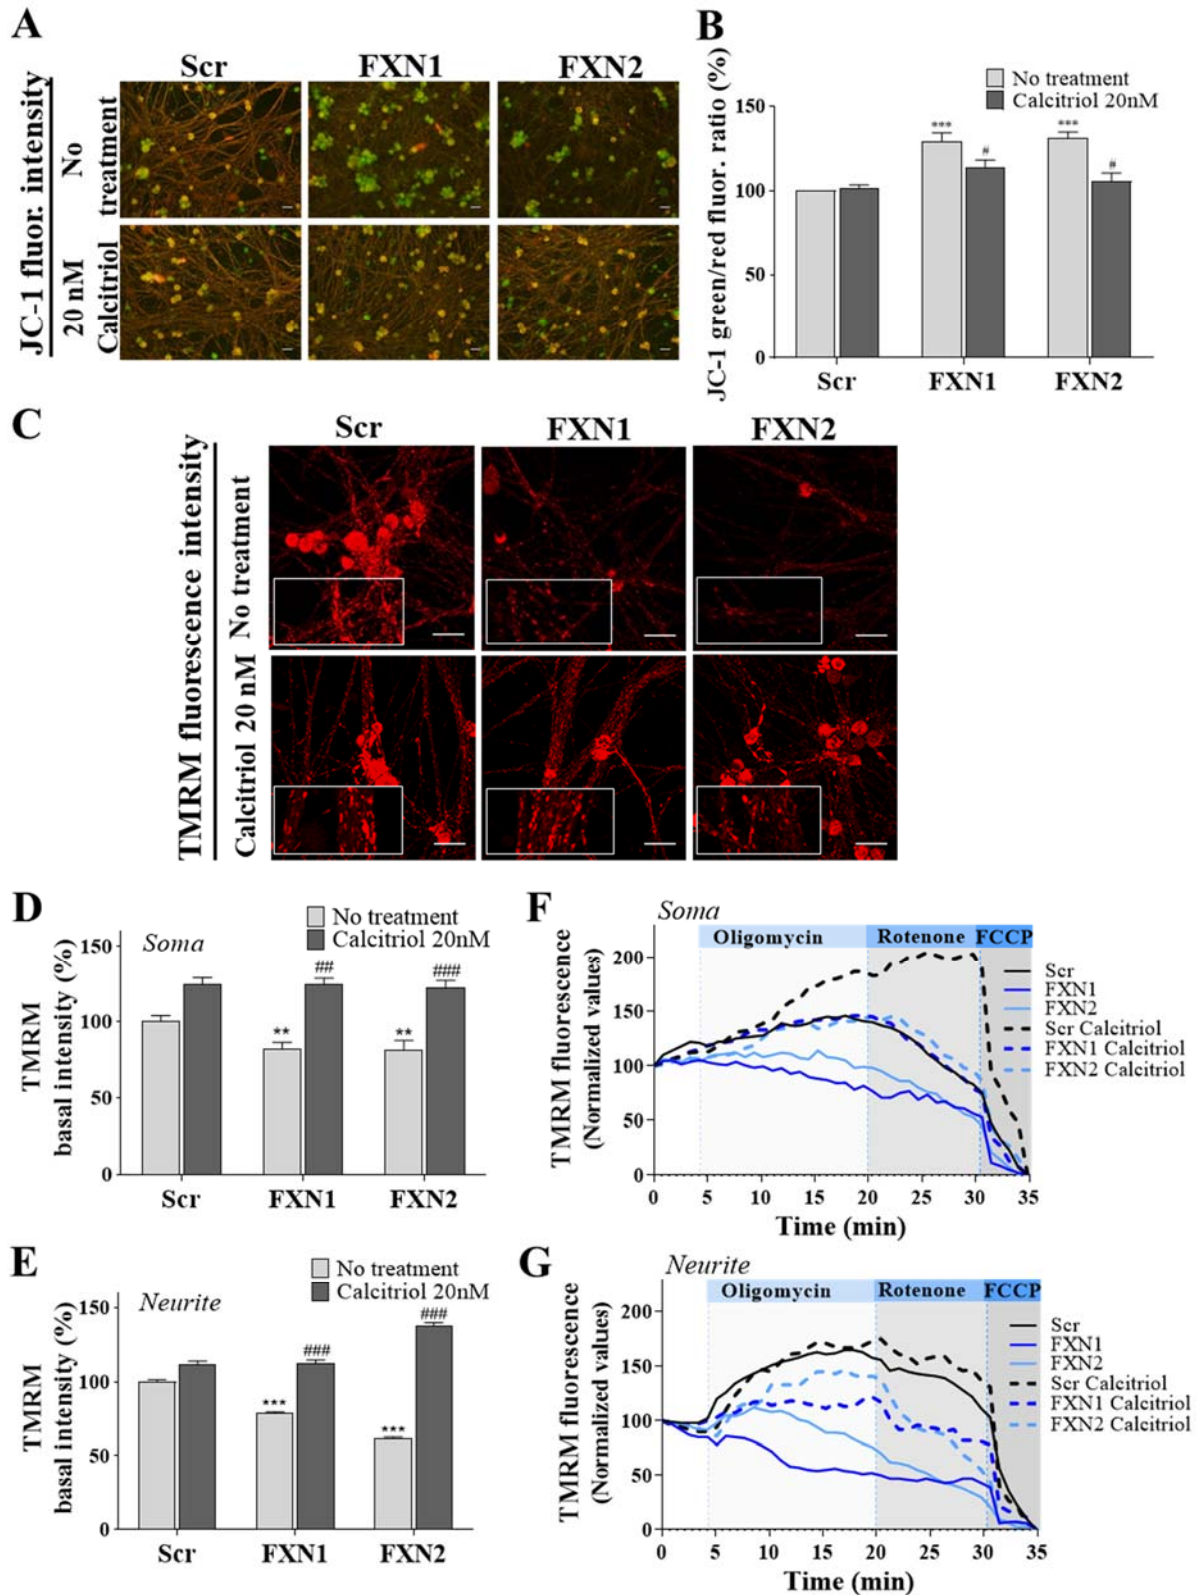 A
Scr
FXN1
FXN2
JC-1 fluor. intensity
No
treatment
20 nM
Calcitriol
B
No treatment
Calcitriol 20nM
JC-1 green/red fluor. ratio (%)
150
100
50
0
***
#
***
#
Scr
FXN1
FXN2
C
Scr
FXN1
FXN2
TMRM fluorescence intensity
No treatment
Calcitriol 20 nM
D
No treatment
Calcitriol 20nM
Soma
TMRM
basal intensity (%)
150
100
50
0
**
##
**
###
Scr
FXN1
FXN2
F
Soma
Oligomycin
Rotenone
FCCP
TMRM fluorescence
(Normalized values)
200
150
100
50
0
0 5 10 15 20 25 30 35
Time (min)
Scr
FXN1
FXN2
Scr Calcitriol
FXN1 Calcitriol
FXN2 Calcitriol
E
No treatment
Calcitriol 20nM
Neurite
TMRM
basal intensity (%)
150
100
50
0
***
###
***
###
Scr
FXN1
FXN2
G
Neurite
Oligomycin
Rotenone
FCCP
TMRM fluorescence
(Normalized values)
200
150
100
50
0
0 5 10 15 20 25 30 35
Time (min)
Scr
FXN1
FXN2
Scr Calcitriol
FXN1 Calcitriol
FXN2 Calcitriol